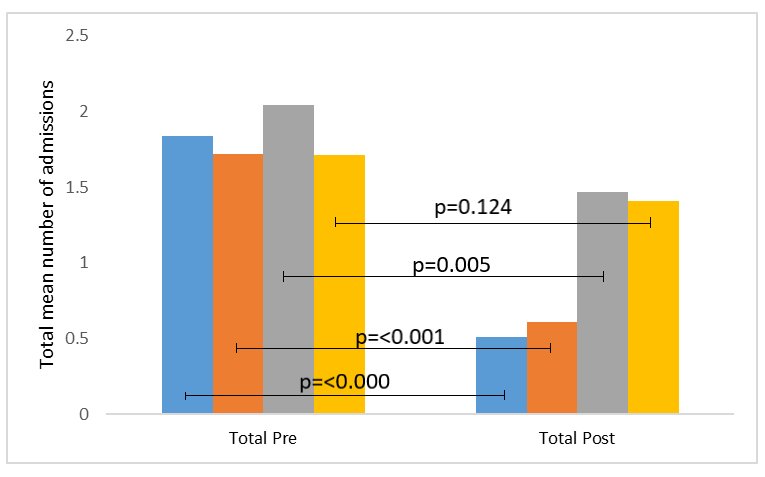 Total mean number of admissions
2.5
2
1.5
1
0.5
0
p=0.124
p=0.005
p=<0.001
p=<0.000
Total Pre
Total Post